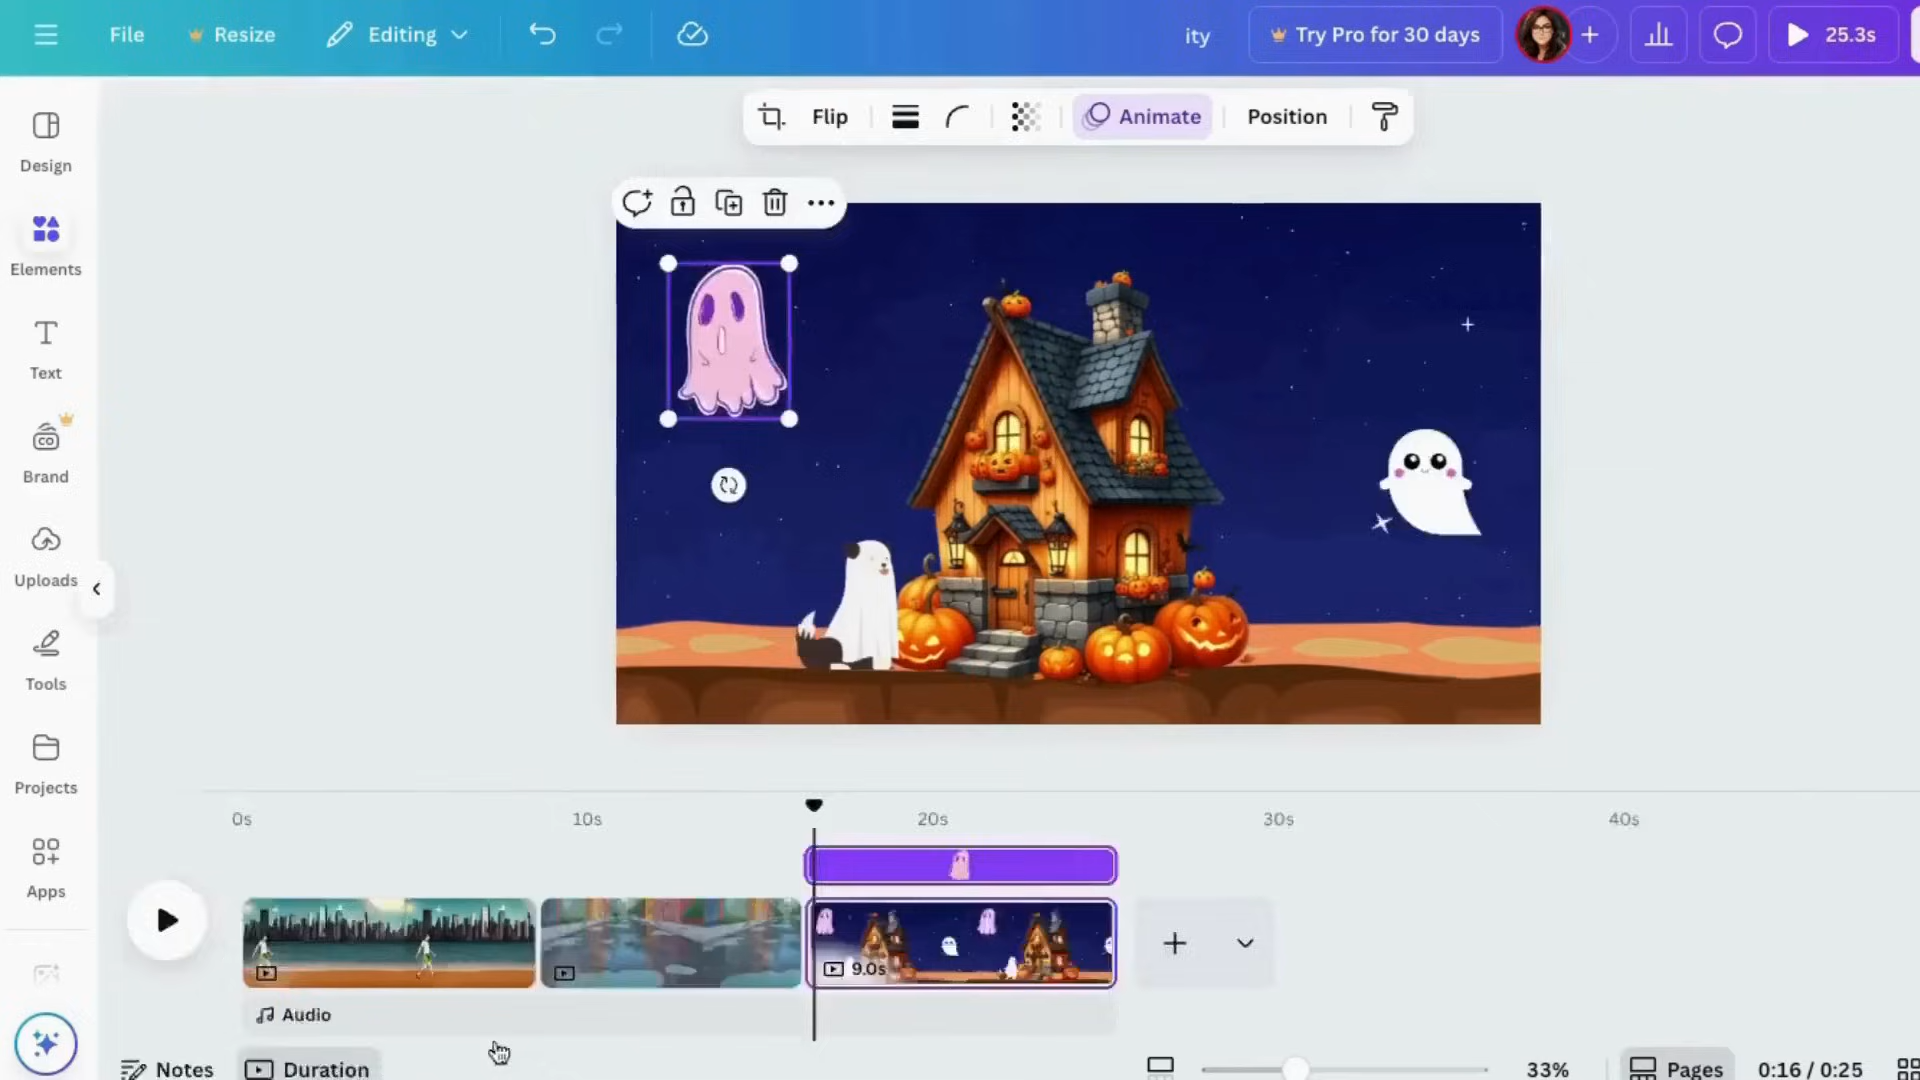 File Resize Editing ity Try Pro for 30 days 25.3s
Flip Animate Position
Design
Elements
Text
CO
Brand
Uploads
Tools
Projects
Apps
0s 10s 20s 30s 40s
9.0s
Audio
Notes Duration 33% Pages 0:16 / 0:25